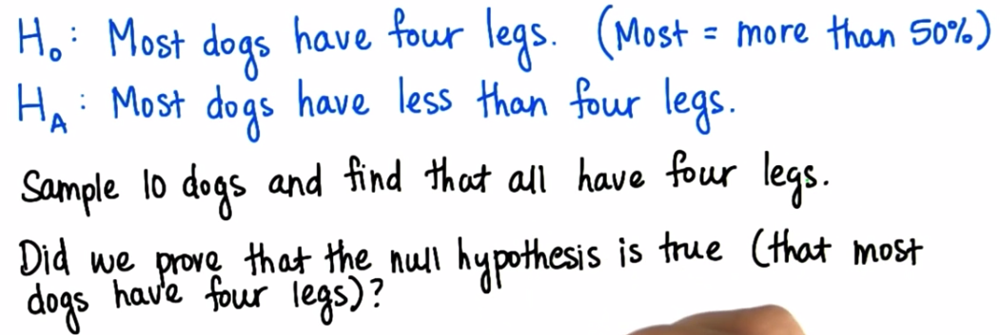 H₀: Most dogs have four legs. (Most = more than 50%)
H_A: Most dogs have less than four legs.
Sample 10 dogs and find that all have four legs.
Did we prove that the null hypothesis is true (that most
dogs have four legs)?